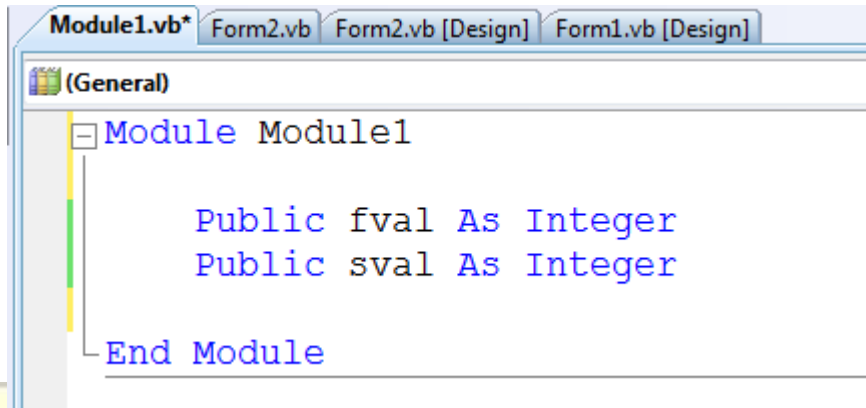 Module1.vb* Form2.vb Form2.vb [Design] Form1.vb [Design]
(General)
Module Module1
Public fval As Integer
Public sval As Integer
End Module